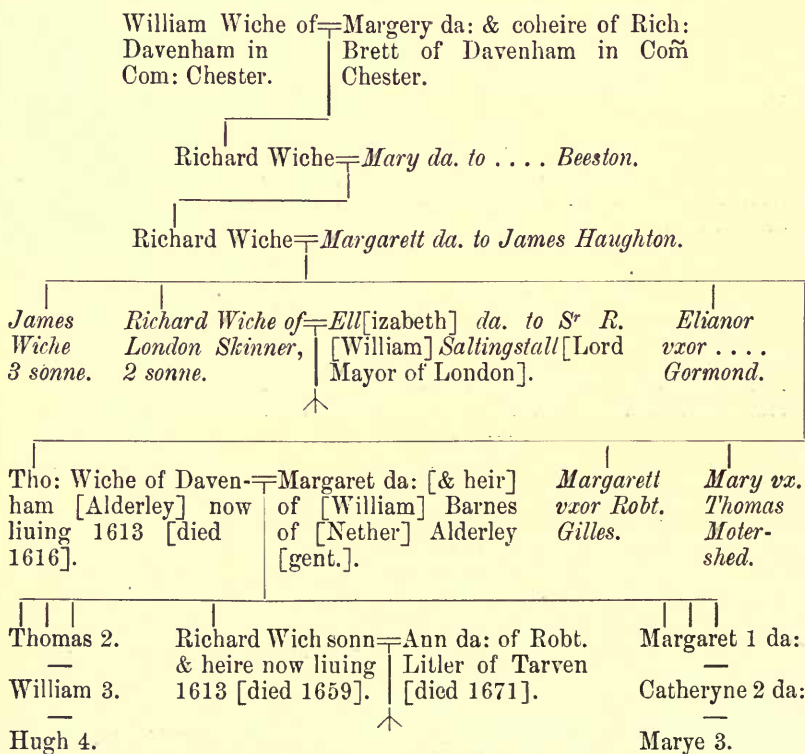 William Wiche of Margery da: & coheire of Rich:
Davenham in Brett of Davenham in Com̃
Com: Chester. Chester.
Richard Wiche Mary da. to .... Beeston.
Richard Wiche Margarett da. to James Haughton.
James Richard Wiche of Ell[izabeth] da. to Sʳ R. Elianor
Wiche London Skinner, [William] Saltingstall [Lord vxor ....
3 sonne. 2 sonne. Mayor of London]. Gormond.
Tho: Wiche of Daven- Margaret da: [& heir] Margarett Mary vx.
ham [Alderley] now of [William] Barnes vxor Robt. Thomas
liuing 1613 [died of [Nether] Alderley Gilles. Moter-
1616]. [gent.]. shed.
Thomas 2. Richard Wich sonn Ann da: of Robt. Margaret 1 da:
& heire now liuing Litler of Tarven
William 3. 1613 [died 1659]. [died 1671]. Catheryne 2 da:
Hugh 4. Marye 3.